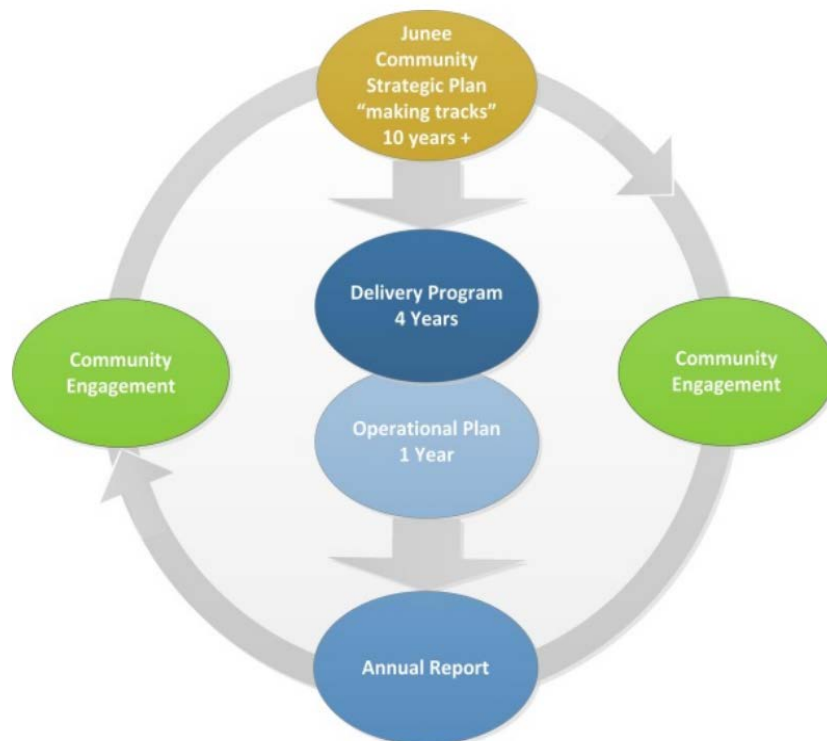 Junee
Community
Strategic Plan
“making tracks”
10 years +
Delivery Program
4 Years
Community
Engagement
Community
Engagement
Operational Plan
1 Year
Annual Report